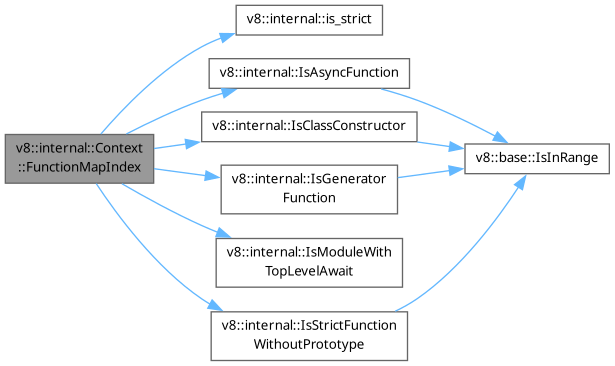 v8::internal::is_strict
v8::internal::IsAsyncFunction
v8::internal::IsClassConstructor
v8::internal::Context
::FunctionMapIndex
v8::base::IsInRange
v8::internal::IsGenerator
Function
v8::internal::IsModuleWith
TopLevelAwait
v8::internal::IsStrictFunction
WithoutPrototype